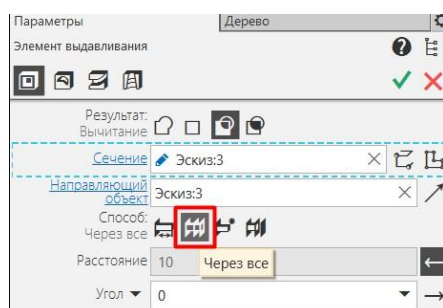 Параметры Дерево
Элемент выдавливания
Результат:
Вычитание
Сечение Эскиз:3
Направляющий
объект Эскиз:3
Способ:
Через все
Расстояние 10 Через все
Угол 0